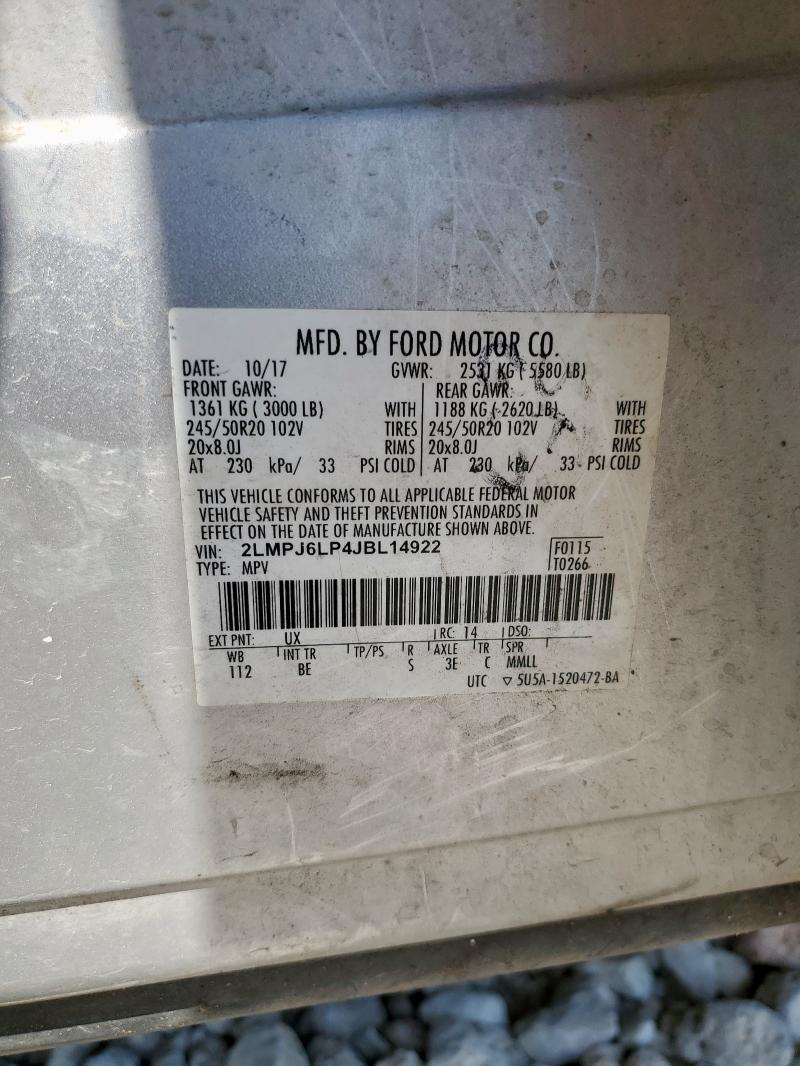 MFD. BY FORD MOTOR CO.
DATE: 10/17 GVWR: 2531 KG ( 5580 LB)
FRONT GAWR: REAR GAWR:
1361 KG ( 3000 LB) WITH 1188 KG ( 2620 LB) WITH
245/50R20 102V TIRES 245/50R20 102V TIRES
20x8.0J RIMS 20x8.0J RIMS
AT 230 kPa/ 33 PSI COLD AT 230 kPa/ 33 PSI COLD
THIS VEHICLE CONFORMS TO ALL APPLICABLE FEDERAL MOTOR
VEHICLE SAFETY AND THEFT PREVENTION STANDARDS IN
EFFECT ON THE DATE OF MANUFACTURE SHOWN ABOVE.
VIN: 2LMPJ6LP4JBL14922 F0115
TYPE: MPV T0266
EXT PNT: UX RC: 14 DSO:
WB INT TR TP/PS R AXLE TR SPR
112 BE S 3E C MMLL
UTC ▽ 5U5A-1520472-BA